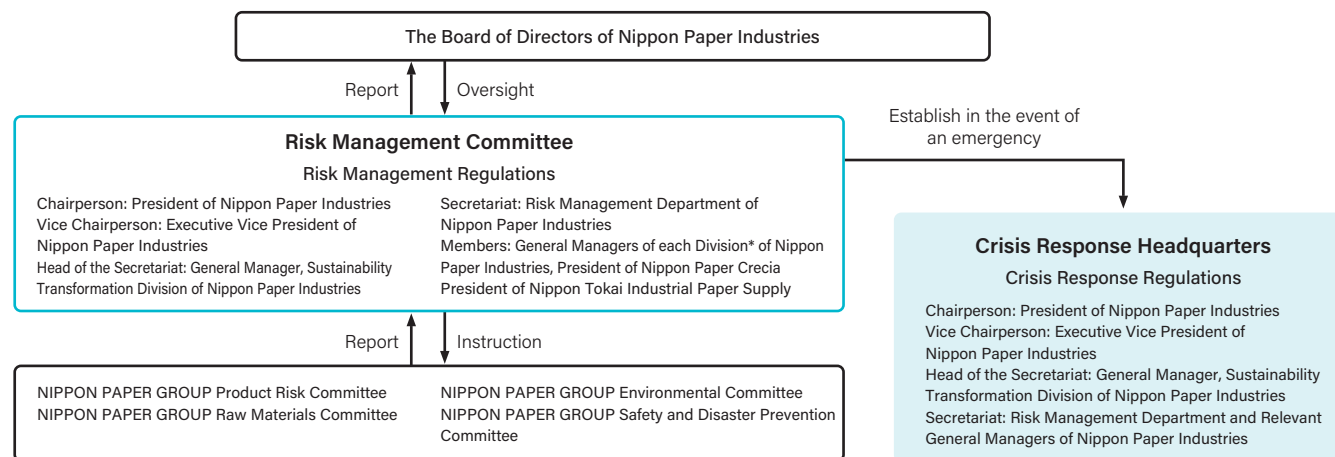 The Board of Directors of Nippon Paper Industries
Report
Oversight
Establish in the event of
an emergency
Risk Management Committee
Risk Management Regulations
Chairperson: President of Nippon Paper Industries
Vice Chairperson: Executive Vice President of
Nippon Paper Industries
Head of the Secretariat: General Manager, Sustainability
Transformation Division of Nippon Paper Industries
Secretariat: Risk Management Department of
Nippon Paper Industries
Members: General Managers of each Division* of Nippon
Paper Industries, President of Nippon Paper Crecia
President of Nippon Tokai Industrial Paper Supply
Report
Instruction
NIPPON PAPER GROUP Product Risk Committee
NIPPON PAPER GROUP Raw Materials Committee
NIPPON PAPER GROUP Environmental Committee
NIPPON PAPER GROUP Safety and Disaster Prevention
Committee
Crisis Response Headquarters
Crisis Response Regulations
Chairperson: President of Nippon Paper Industries
Vice Chairperson: Executive Vice President of
Nippon Paper Industries
Head of the Secretariat: General Manager, Sustainability
Transformation Division of Nippon Paper Industries
Secretariat: Risk Management Department and Relevant
General Managers of Nippon Paper Industries